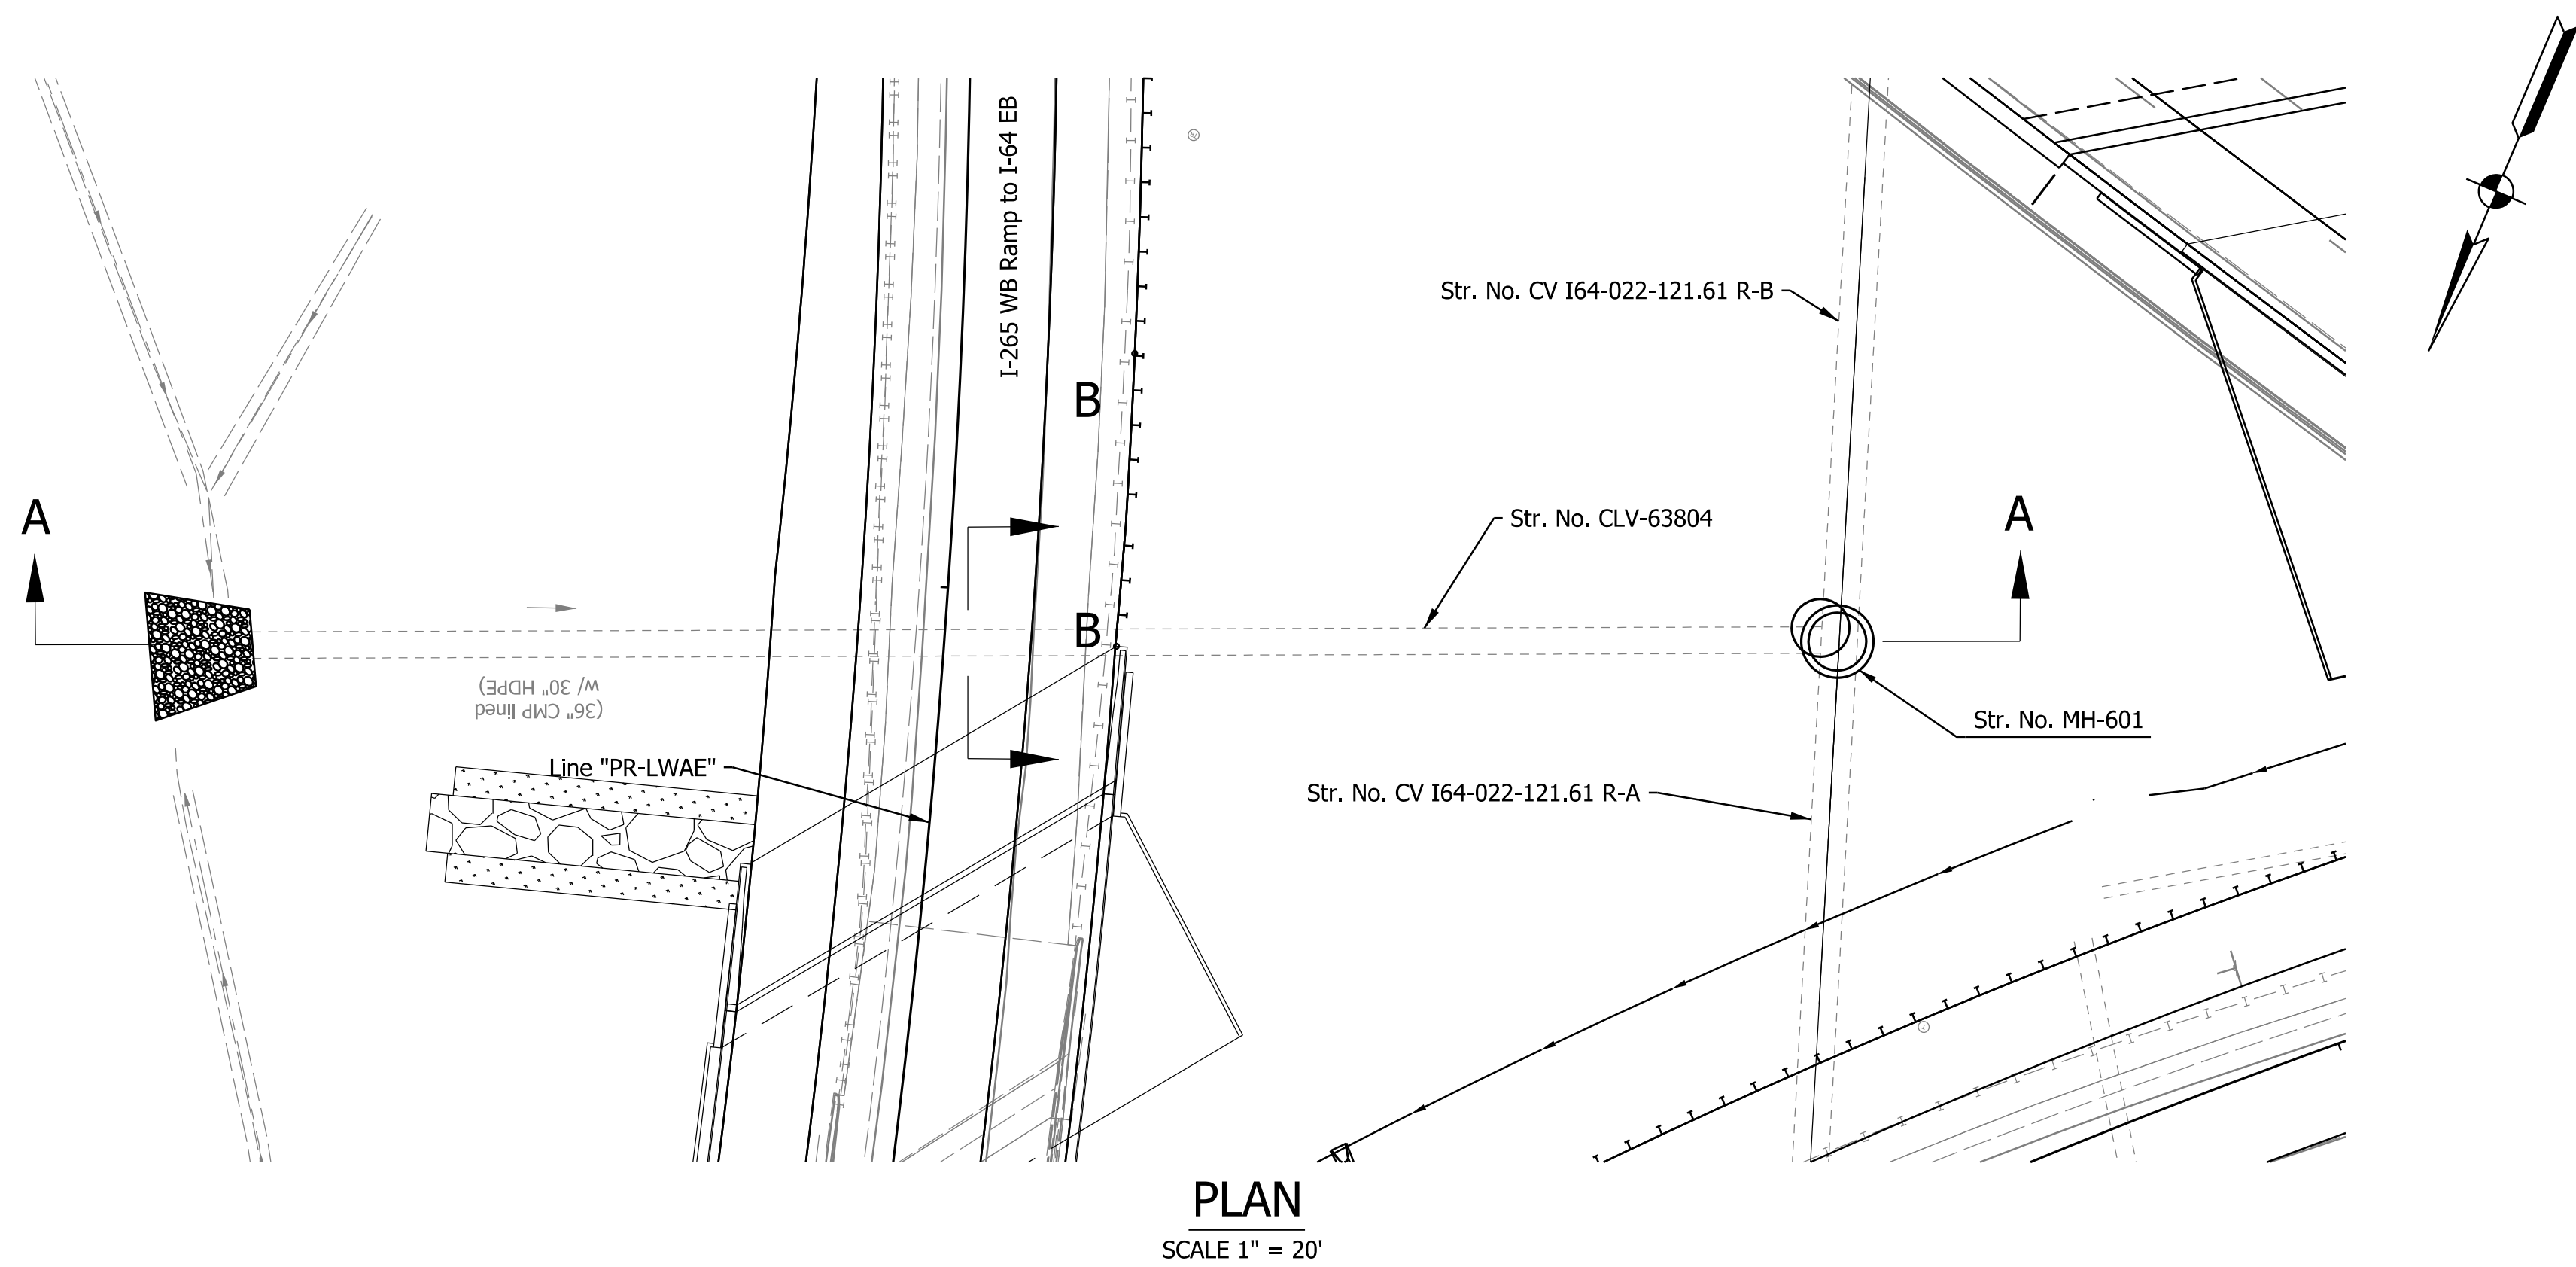 I-265 WB Ramp to I-64 EB
B
Str. No. CV I64-022-121.61 R-B
A
Str. No. CLV-63804
A
B
(36" CMP lined
w/ 30" HDPE)
Str. No. MH-601
Line "PR-LWAE"
Str. No. CV I64-022-121.61 R-A
PLAN
SCALE 1" = 20'